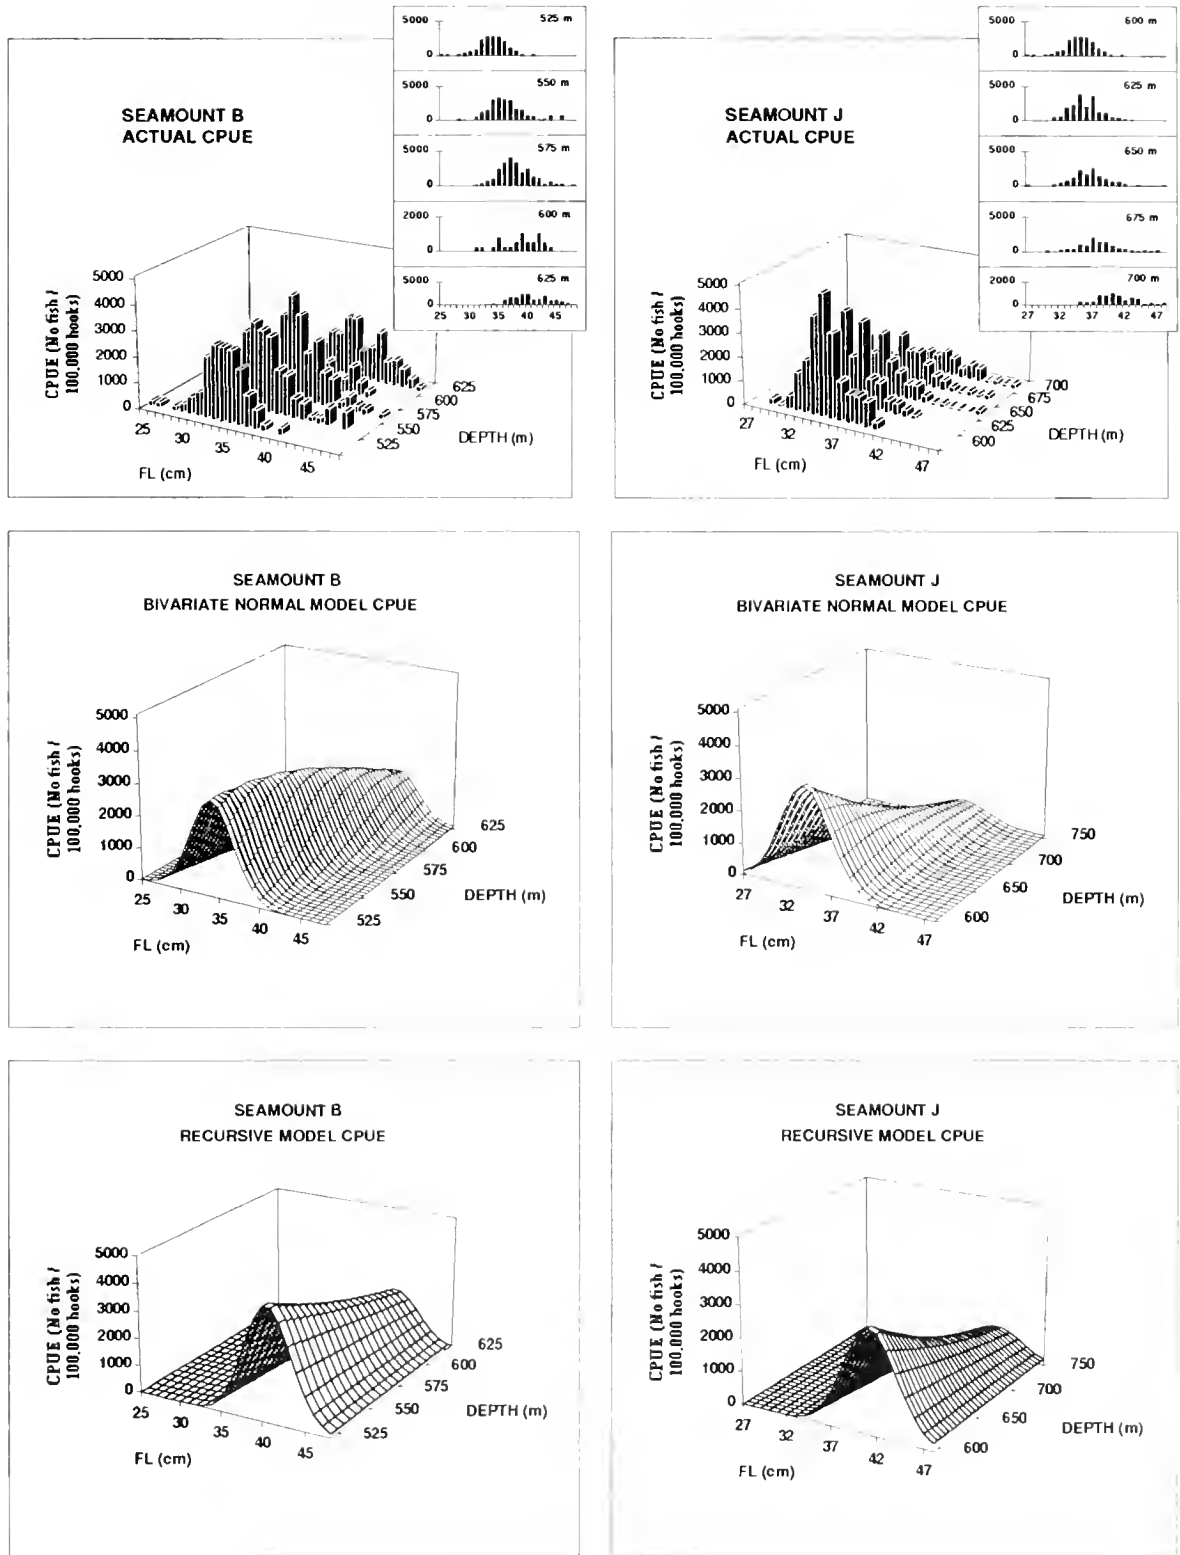 SEAMOUNT B
ACTUAL CPUE
5000
0
525 m
5000
0
550 m
5000
0
575 m
2000
0
600 m
5000
0
625 m
25 30 35 40 45
CPUE (No fish /
100,000 hooks)
5000
4000
3000
2000
1000
0
25
30
35
40
45
FL (cm)
525
550
575
600
625
DEPTH (m)
SEAMOUNT J
ACTUAL CPUE
5000
0
600 m
5000
0
625 m
5000
0
650 m
5000
0
675 m
2000
0
700 m
27 32 37 42 47
CPUE (No fish /
100,000 hooks)
5000
4000
3000
2000
1000
0
27
32
37
42
47
FL (cm)
600
625
650
675
700
DEPTH (m)
SEAMOUNT B
BIVARIATE NORMAL MODEL CPUE
CPUE (No fish /
100,000 hooks)
5000
4000
3000
2000
1000
0
25
30
35
40
45
FL (cm)
525
550
575
600
625
DEPTH (m)
SEAMOUNT J
BIVARIATE NORMAL MODEL CPUE
CPUE (No fish /
100,000 hooks)
5000
4000
3000
2000
1000
0
27
32
37
42
47
FL (cm)
600
650
700
750
DEPTH (m)
SEAMOUNT B
RECURSIVE MODEL CPUE
CPUE (No fish /
100,000 hooks)
5000
4000
3000
2000
1000
0
25
30
35
40
45
FL (cm)
525
550
575
600
625
DEPTH (m)
SEAMOUNT J
RECURSIVE MODEL CPUE
CPUE (No fish /
100,000 hooks)
5000
4000
3000
2000
1000
0
27
32
37
42
47
FL (cm)
600
650
700
750
DEPTH (m)